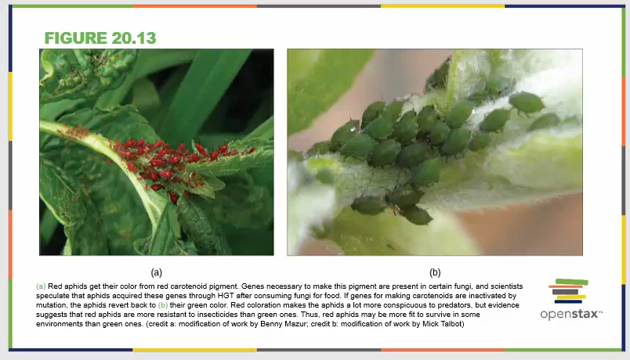 FIGURE 20.13
(a)
(b)
(a) Red aphids get their color from red carotenoid pigment. Genes necessary to make this pigment are present in certain fungi, and scientists
speculate that aphids acquired these genes through HGT after consuming fungi for food. If genes for making carotenoids are inactivated by
mutation, the aphids revert back to (b) their green color. Red coloration makes the aphids a lot more conspicuous to predators, but evidence
suggests that red aphids are more resistant to insecticides than green ones. Thus, red aphids may be more fit to survive in some
environments than green ones. (credit a: modification of work by Benny Mazur; credit b: modification of work by Mick Talbot)
openstax™